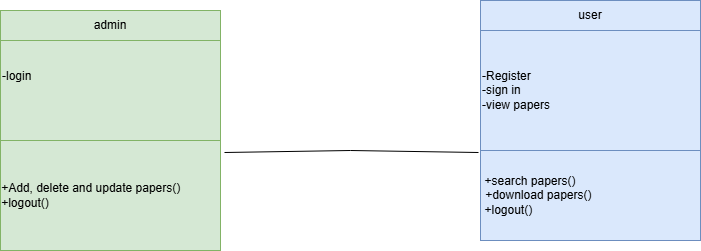 admin
-login
+Add, delete and update papers()
+logout()
user
-Register
-sign in
-view papers
+search papers()
+download papers()
+logout()